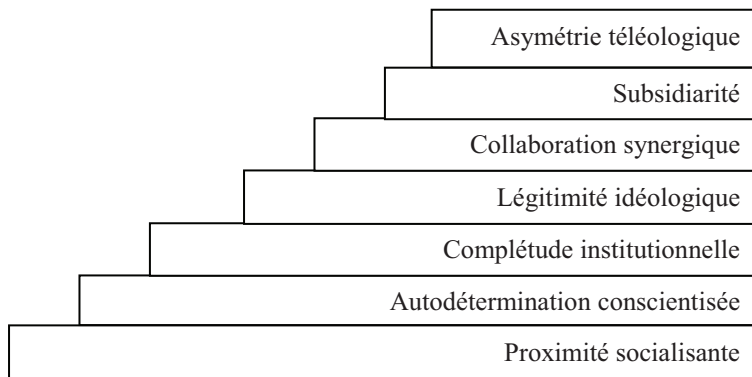 Asymétrie téléologique
Subsidiarité
Collaboration synergique
Légitimité idéologique
Complétude institutionnelle
Autodétermination conscientisée
Proximité socialisante